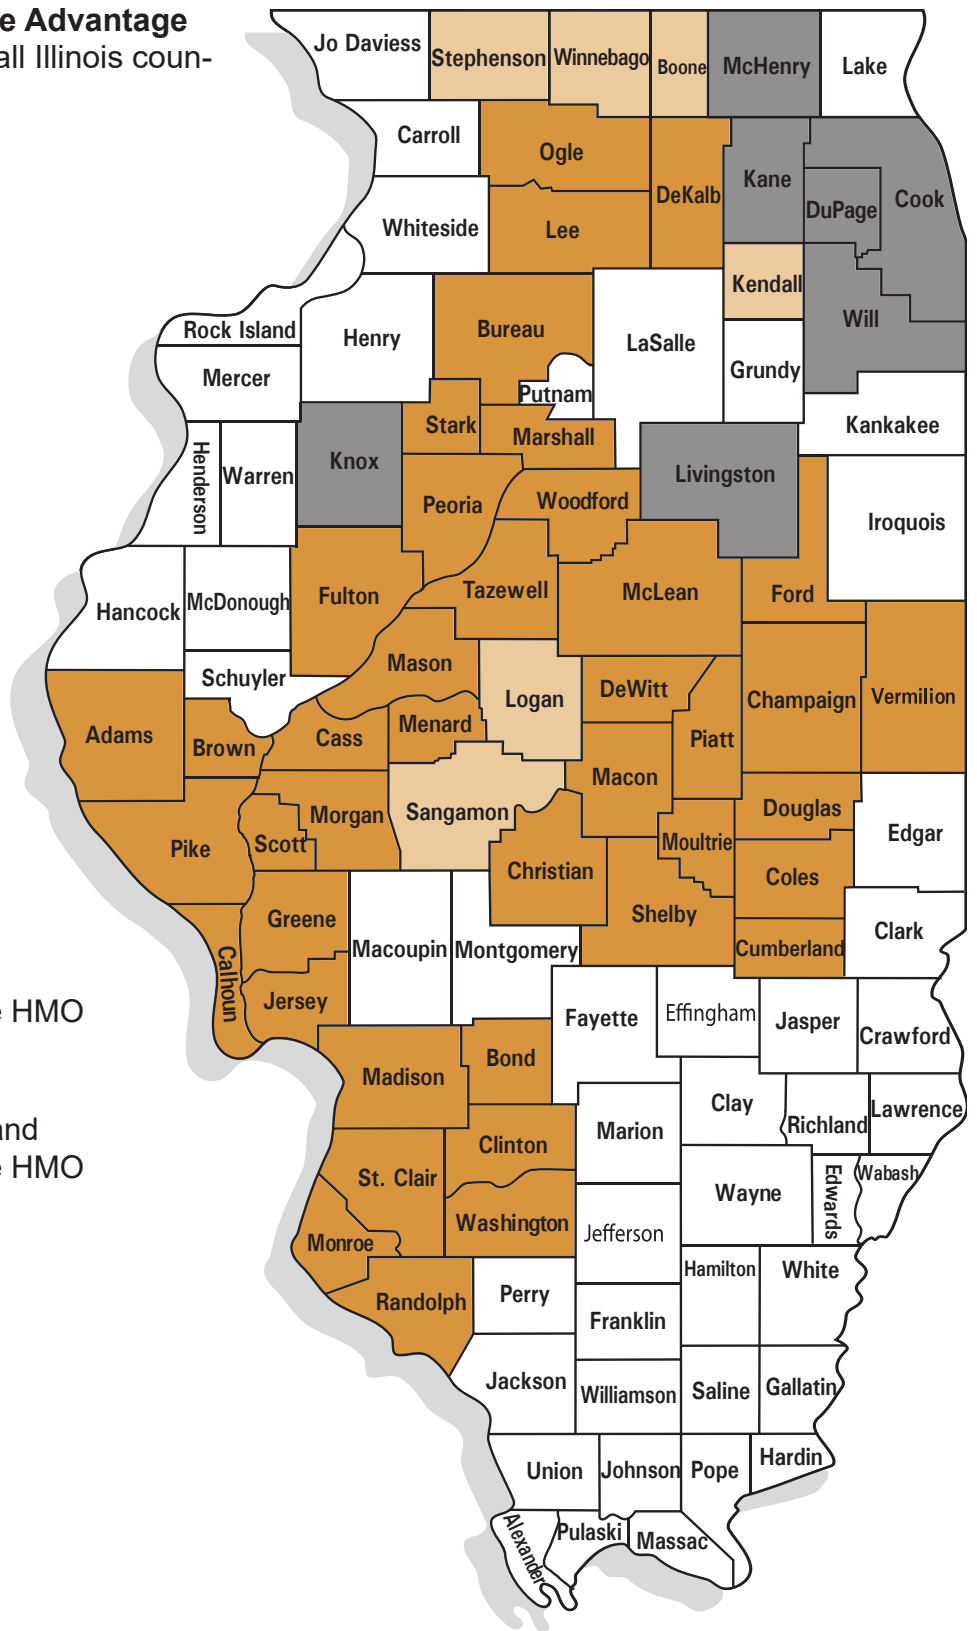 e Advantage
all Illinois coun-
Jo Daviess
Stephenson
Winnebago
Boone
McHenry
Lake
Carroll
Ogle
DeKalb
Kane
DuPage
Cook
Whiteside
Lee
Kendall
Will
Rock Island
Henry
Bureau
LaSalle
Grundy
Mercer
Putnam
Kankakee
Henderson
Warren
Knox
Stark
Marshall
Livingston
Peoria
Woodford
Iroquois
Hancock
McDonough
Fulton
Tazewell
McLean
Ford
Schuyler
Mason
Logan
DeWitt
Champaign
Vermilion
Adams
Brown
Cass
Menard
Piatt
Macon
Pike
Scott
Morgan
Sangamon
Christian
Moultrie
Douglas
Edgar
Coles
Greene
Macoupin
Montgomery
Shelby
Cumberland
Clark
Calhoun
Jersey
e HMO
Fayette
Effingham
Jasper
Crawford
Madison
Bond
Clay
Richland
Lawrence
and
e HMO
St. Clair
Clinton
Marion
Wayne
Edwards
Wabash
Monroe
Washington
Jefferson
Hamilton
White
Randolph
Perry
Franklin
Jackson
Williamson
Saline
Gallatin
Union
Johnson
Pope
Hardin
Alexander
Pulaski
Massac